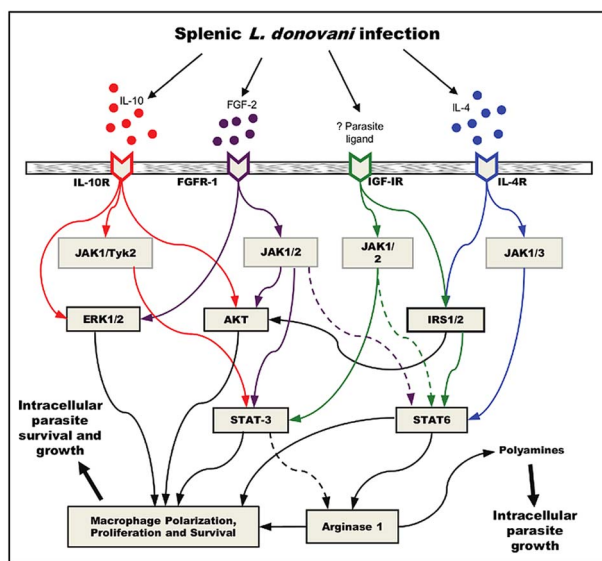 Splenic L. donovani infection
IL-10
FGF-2
? Parasite
ligand
IL-4
IL-10R
FGFR-1
IGF-IR
IL-4R
JAK1/Tyk2
JAK1/2
JAK1/
2
JAK1/3
ERK1/2
AKT
IRS1/2
STAT-3
STAT6
Intracellular
parasite
survival and
growth
Macrophage Polarization,
Proliferation and Survival
Arginase 1
Polyamines
Intracellular
parasite
growth